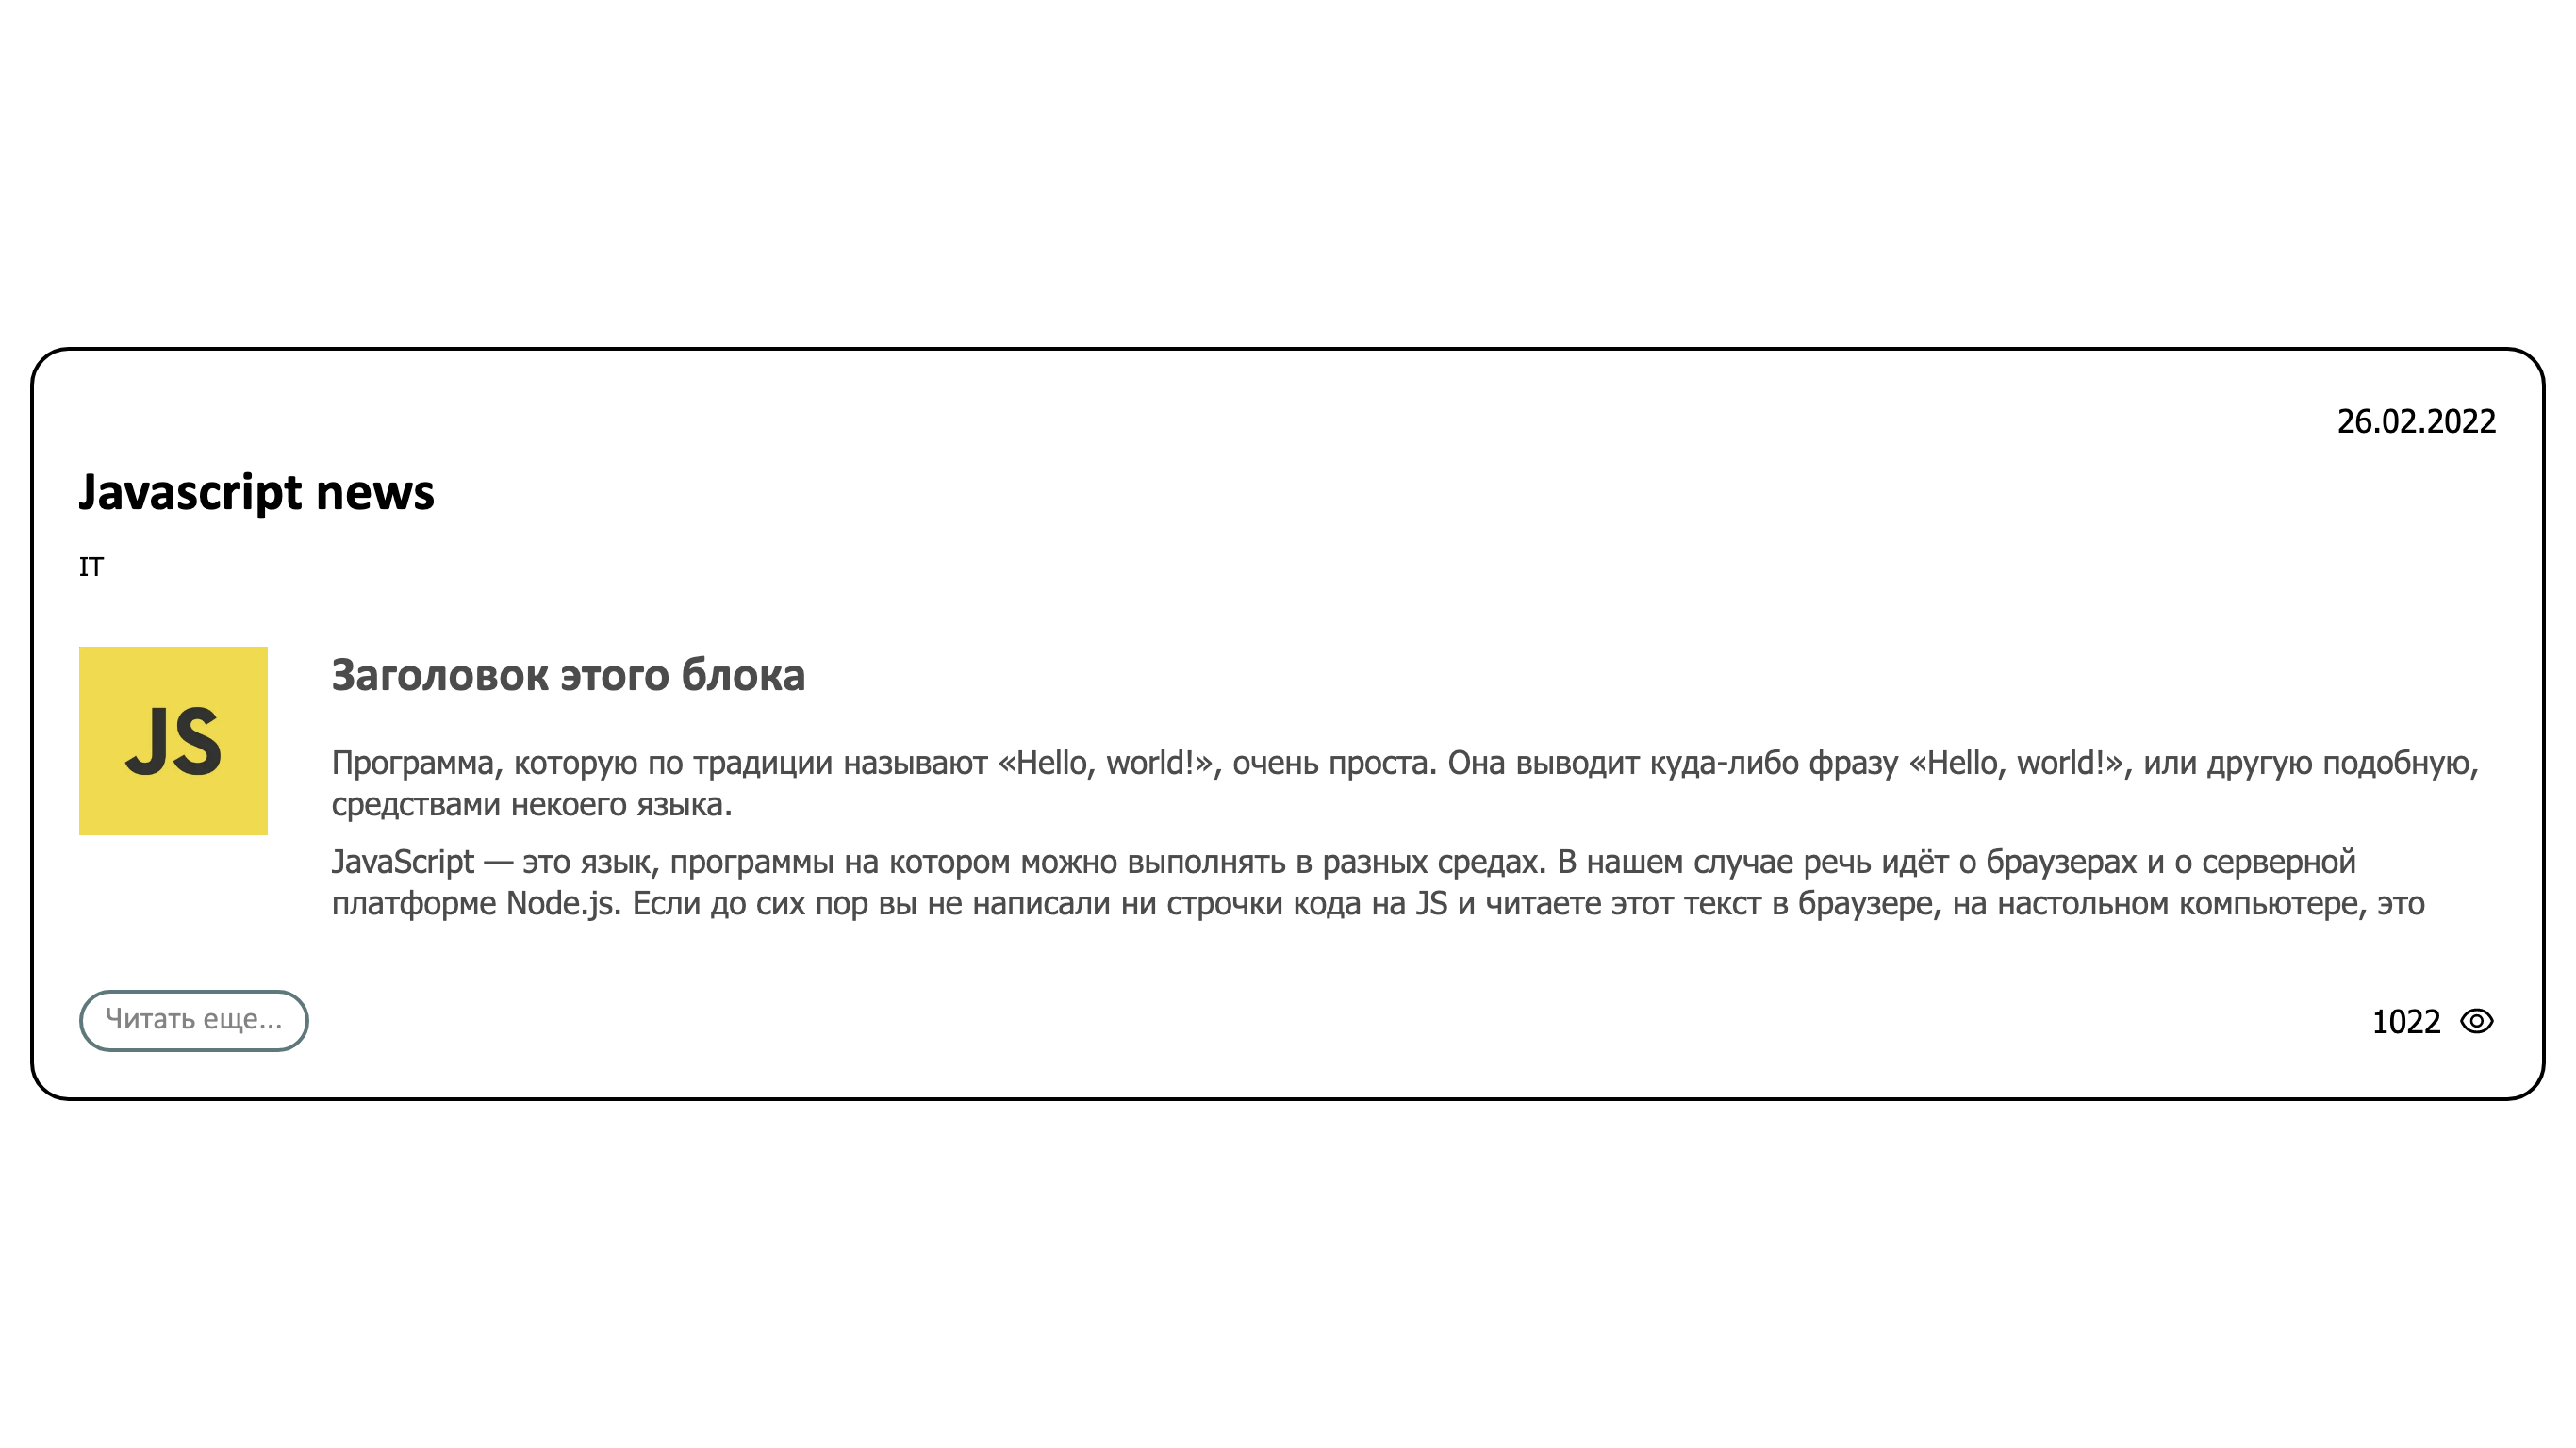 26.02.2022
Javascript news
IT
JS
Заголовок этого блока
Программа, которую по традиции называют «Hello, world!», очень проста. Она выводит куда-либо фразу «Hello, world!», или другую подобную,
средствами некоего языка.
JavaScript — это язык, программы на котором можно выполнять в разных средах. В нашем случае речь идёт о браузерах и о серверной
платформе Node.js. Если до сих пор вы не написали ни строчки кода на JS и читаете этот текст в браузере, на настольном компьютере, это
Читать еще...
1022